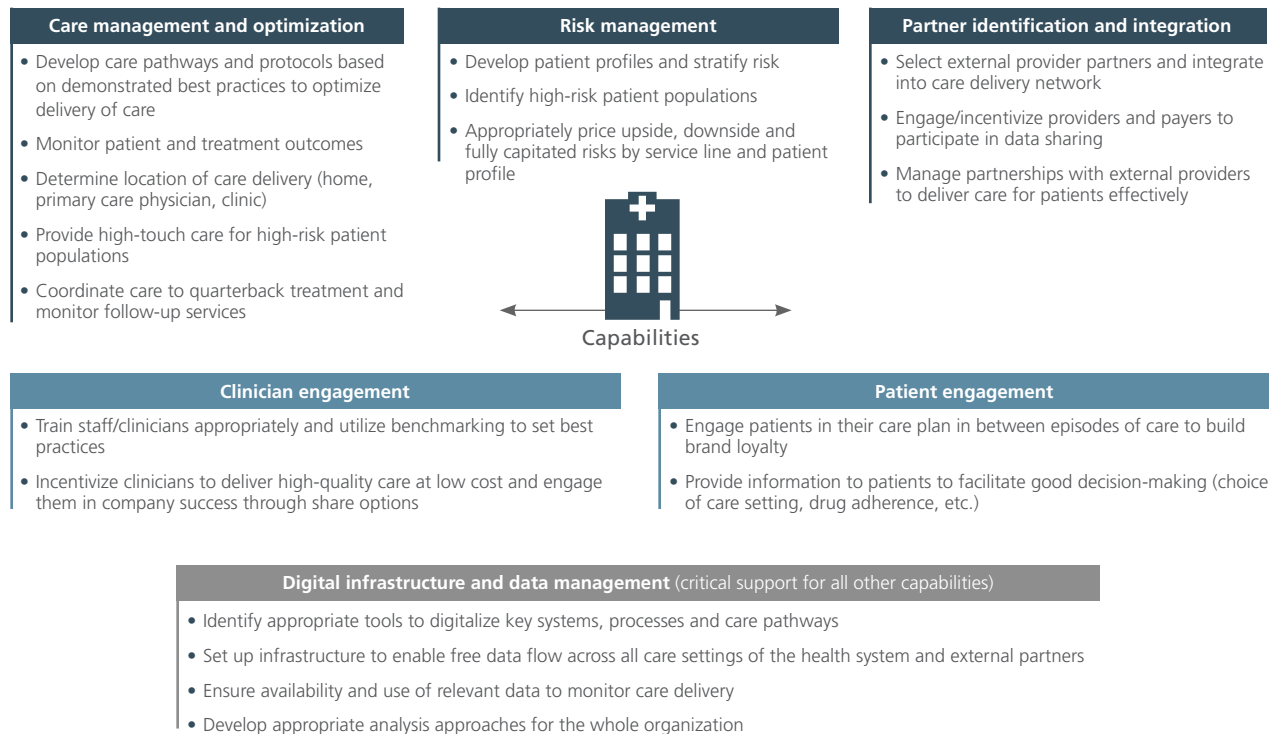 Care management and optimization
• Develop care pathways and protocols based
on demonstrated best practices to optimize
delivery of care
• Monitor patient and treatment outcomes
• Determine location of care delivery (home,
primary care physician, clinic)
• Provide high-touch care for high-risk patient
populations
• Coordinate care to quarterback treatment and
monitor follow-up services
Risk management
• Develop patient profiles and stratify risk
• Identify high-risk patient populations
• Appropriately price upside, downside and
fully capitated risks by service line and patient
profile
Partner identification and integration
• Select external provider partners and integrate
into care delivery network
• Engage/incentivize providers and payers to
participate in data sharing
• Manage partnerships with external providers
to deliver care for patients effectively
Capabilities
Clinician engagement
• Train staff/clinicians appropriately and utilize benchmarking to set best
practices
• Incentivize clinicians to deliver high-quality care at low cost and engage
them in company success through share options
Patient engagement
• Engage patients in their care plan in between episodes of care to build
brand loyalty
• Provide information to patients to facilitate good decision-making (choice
of care setting, drug adherence, etc.)
Digital infrastructure and data management (critical support for all other capabilities)
• Identify appropriate tools to digitalize key systems, processes and care pathways
• Set up infrastructure to enable free data flow across all care settings of the health system and external partners
• Ensure availability and use of relevant data to monitor care delivery
• Develop appropriate analysis approaches for the whole organization